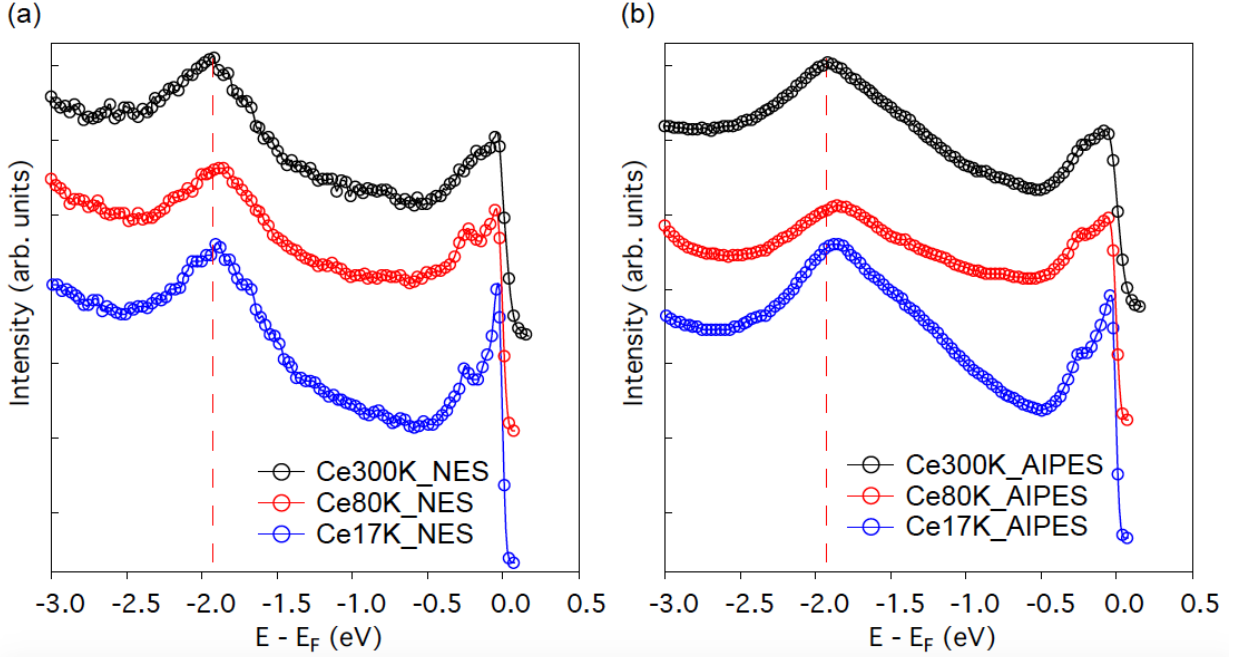 (a)
Intensity (arb. units)
Ce300K_NES
Ce80K_NES
Ce17K_NES
-3.0 -2.5 -2.0 -1.5 -1.0 -0.5 0.0 0.5
E - EF (eV)
(b)
Intensity (arb. units)
Ce300K_AIPES
Ce80K_AIPES
Ce17K_AIPES
-3.0 -2.5 -2.0 -1.5 -1.0 -0.5 0.0 0.5
E - EF (eV)